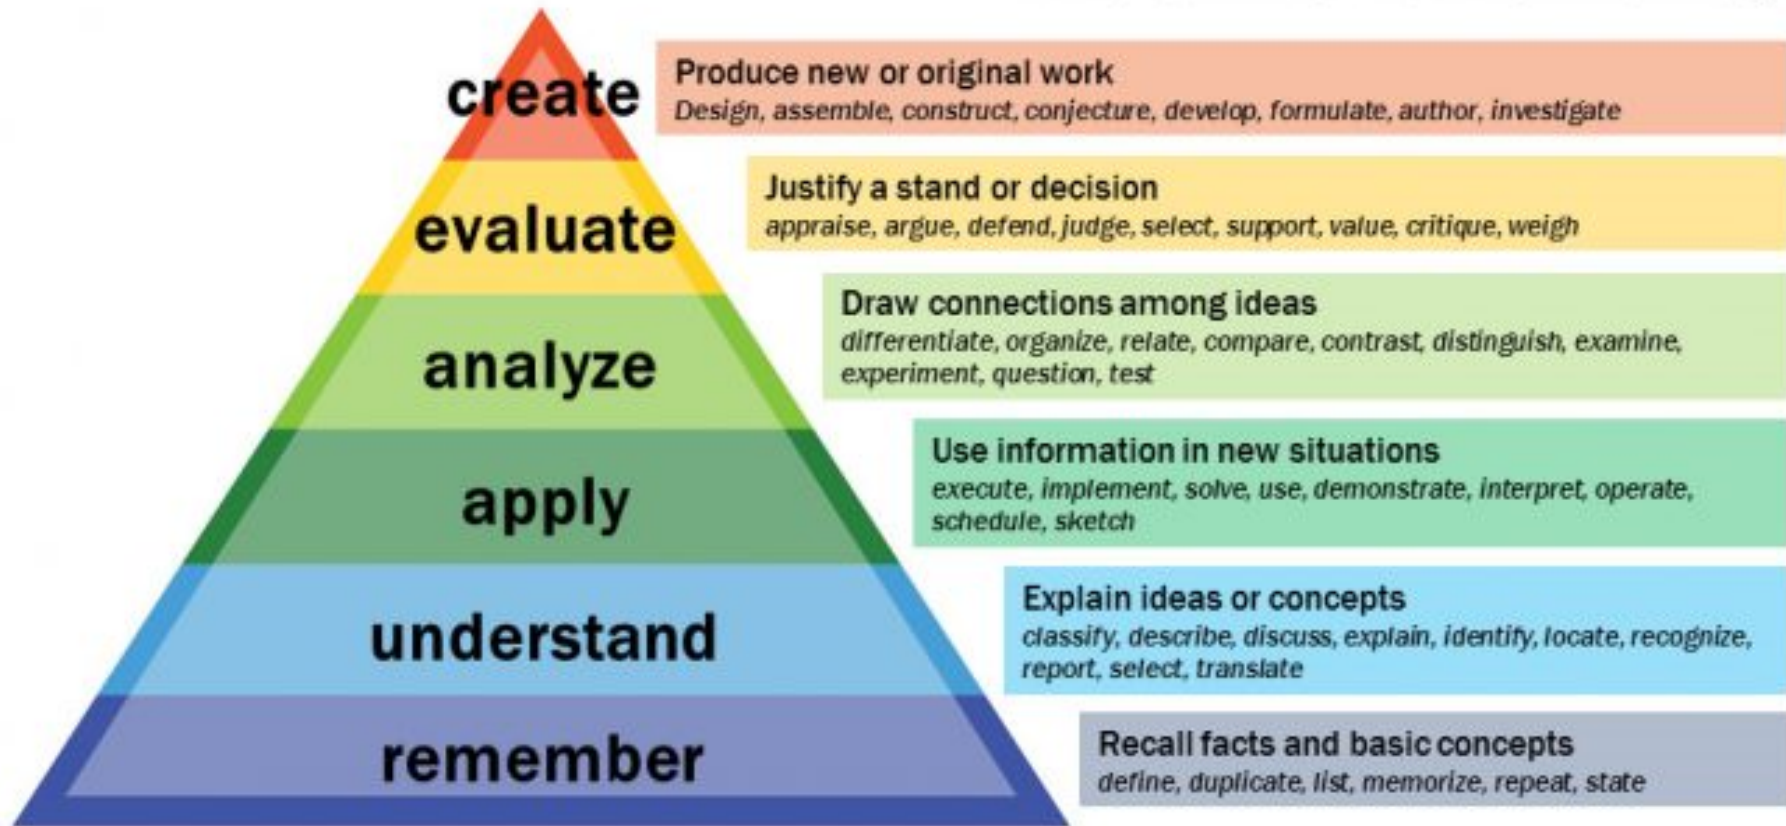 create
Produce new or original work
Design, assemble, construct, conjecture, develop, formulate, author, investigate
evaluate
Justify a stand or decision
appraise, argue, defend, judge, select, support, value, critique, weigh
analyze
Draw connections among ideas
differentiate, organize, relate, compare, contrast, distinguish, examine,
experiment, question, test
apply
Use information in new situations
execute, implement, solve, use, demonstrate, interpret, operate,
schedule, sketch
understand
Explain ideas or concepts
classify, describe, discuss, explain, identify, locate, recognize,
report, select, translate
remember
Recall facts and basic concepts
define, duplicate, list, memorize, repeat, state